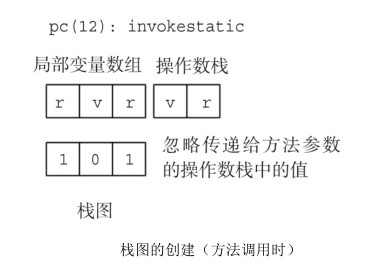 pc(12): invokestatic
局部变量数组 操作数栈
r v r v r
1 0 1 忽略传递给方法参数
的操作数栈中的值
栈图
栈图的创建（方法调用时）